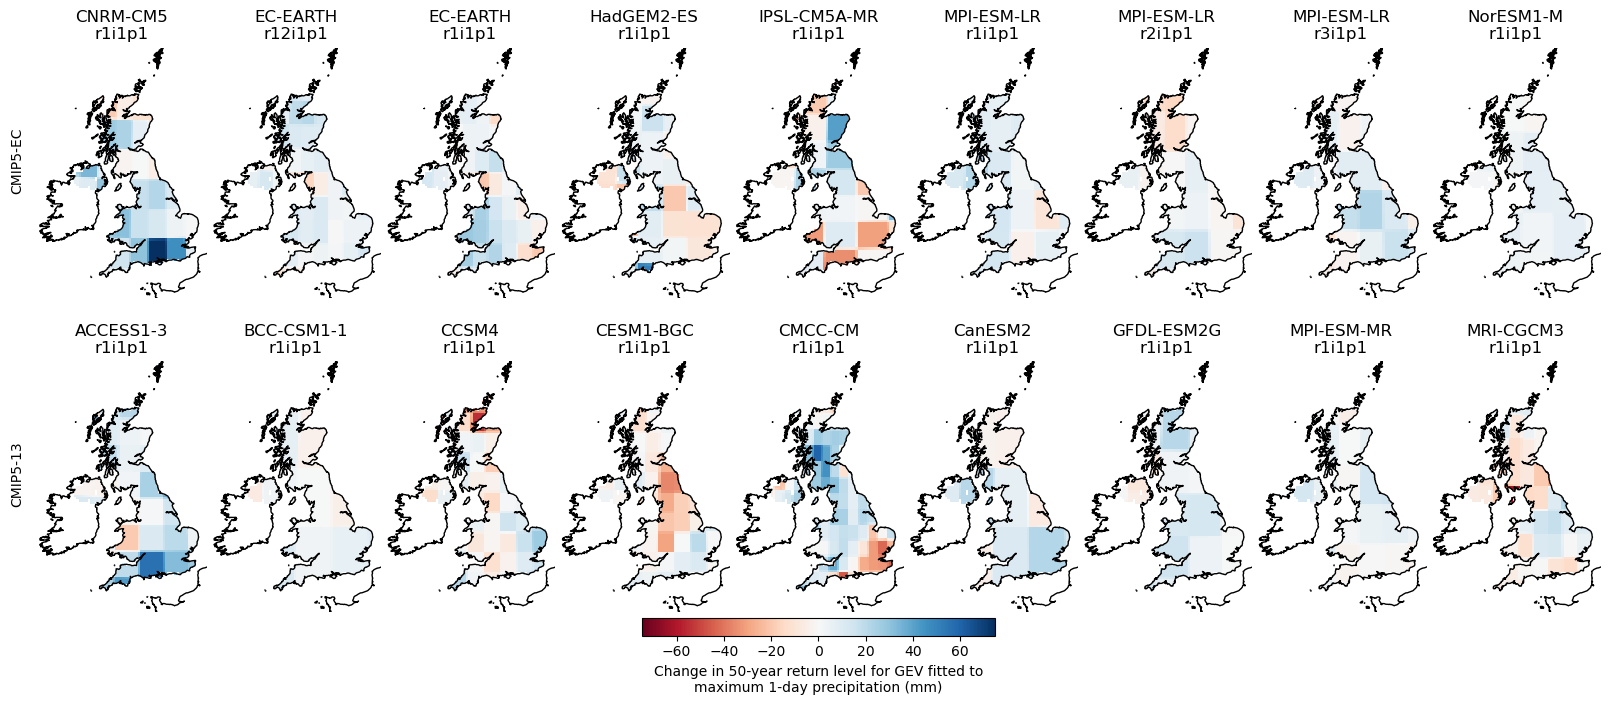 CNRM-CM5 EC-EARTH EC-EARTH HadGEM2-ES IPSL-CM5A-MR MPI-ESM-LR MPI-ESM-LR MPI-ESM-LR NorESM1-M
r1i1p1 r12i1p1 r1i1p1 r1i1p1 r1i1p1 r1i1p1 r2i1p1 r3i1p1 r1i1p1
CMIP5-EC
ACCESS1-3 BCC-CSM1-1 CCSM4 CESM1-BGC CMCC-CM CanESM2 GFDL-ESM2G MPI-ESM-MR MRI-CGCM3
r1i1p1 r1i1p1 r1i1p1 r1i1p1 r1i1p1 r1i1p1 r1i1p1 r1i1p1 r1i1p1
CMIP5-13
−60 −40 −20 0 20 40 60
Change in 50-year return level for GEV fitted to
maximum 1-day precipitation (mm)